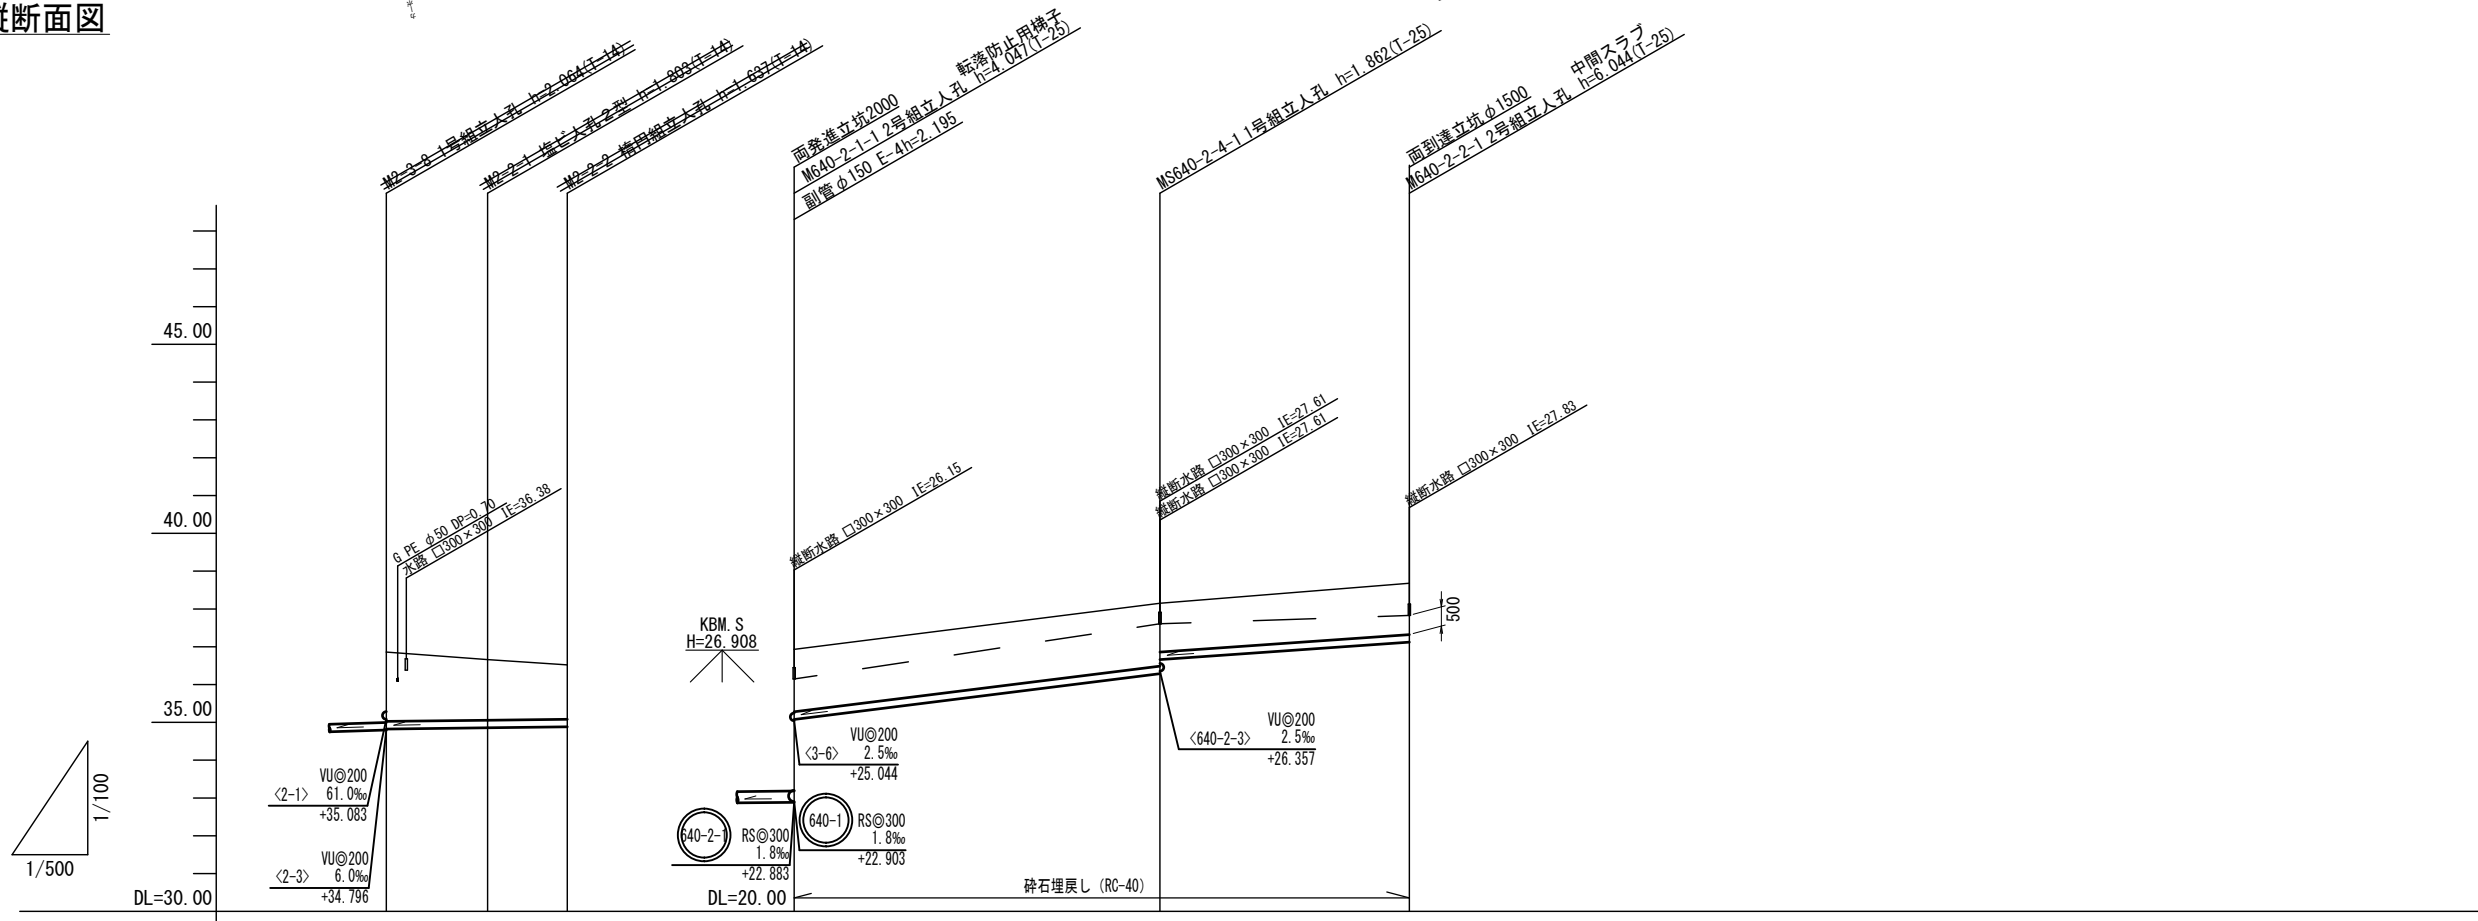 縦断面図
M2-3-8 1号組立人孔 h=2.064(T-14)
M2-2-1 塩ビ人孔2型 h=1.803(T-14)
M2-2-2 楕円組立人孔 h=1.637(T-14)
転落防止用梯子
両発進立坑2000
M640-2-1-1 2号組立人孔 h=4.047(T-25)
副管φ150 E-4h=2.195
MS640-2-4-1 1号組立人孔 h=1.862(T-25)
中間スラブ
両到達立坑φ1500
M640-2-2-1 2号組立人孔 h=6.044(T-25)
45.00
40.00
35.00
DL=30.00
G PE φ50 DP=0.70
水路 □300×300 IE=36.38
縦断水路 □300×300 IE=26.15
縦断水路 □300×300 IE=27.61
縦断水路 □300×300 IE=27.61
縦断水路 □300×300 IE=27.83
500
KBM.S
H=26.908
VU◎200
〈2-1〉 61.0‰
+35.083
VU◎200
〈2-3〉 6.0‰
+34.796
VU◎200
〈3-6〉 2.5‰
+25.044
VU◎200
〈640-2-3〉 2.5‰
+26.357
640-2-1 RS◎300
1.8‰
+22.883
640-1 RS◎300
1.8‰
+22.903
1/100
1/500
DL=20.00
砕石埋戻し (RC-40)